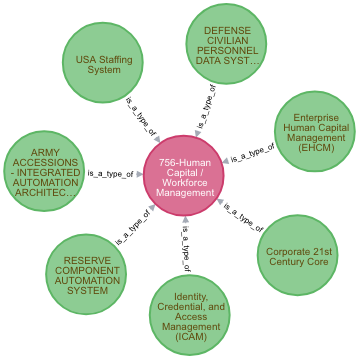 DEFENSE
CIVILIAN
PERSONNEL
DATA SYST…
USA Staffing
System
is_a_type_of
is_a_type_of
Enterprise
Human Capital
Management
(EHCM)
is_a_type_of
ARMY
ACCESSIONS
- INTEGRATED
AUTOMATION
ARCHITEC…
is_a_type_of
756-Human
Capital /
Workforce
Management
is_a_type_of
is_a_type_of
is_a_type_of
Corporate 21st
Century Core
RESERVE
COMPONENT
AUTOMATION
SYSTEM
Identity,
Credential, and
Access
Management
(ICAM)